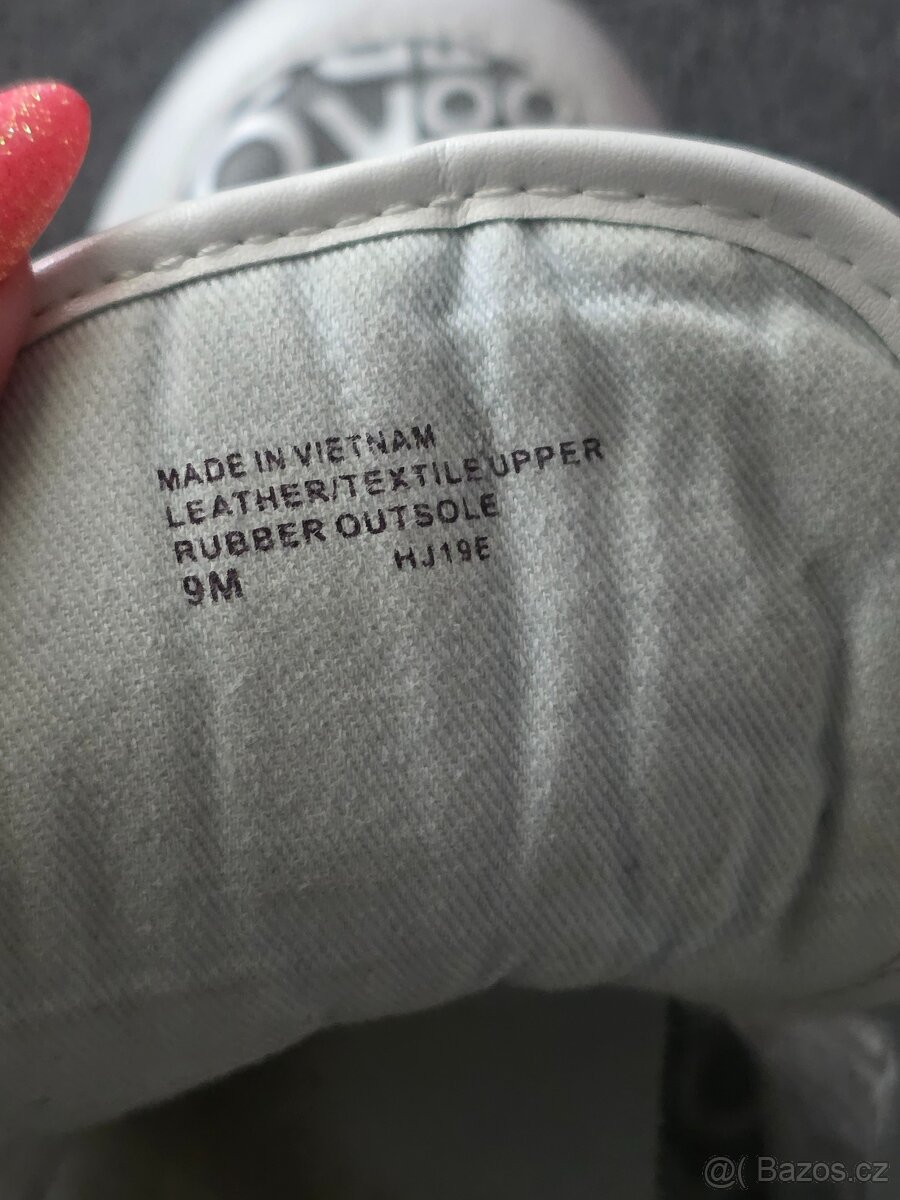 MADE IN VIETNAM
LEATHER/TEXTILE UPPER
RUBBER OUTSOLE
9M HJ19E
@( Bazos.cz